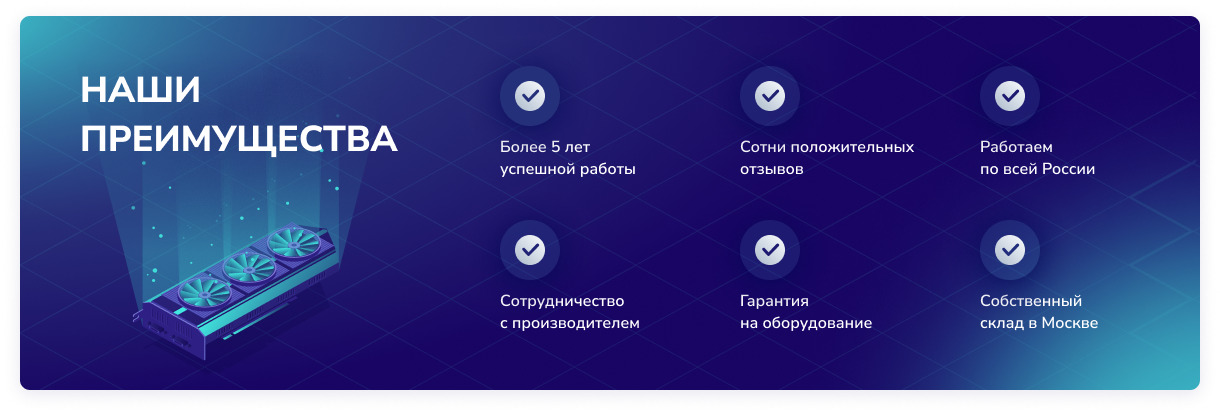 НАШИ
ПРЕИМУЩЕСТВА
Более 5 лет
успешной работы
Сотни положительных
отзывов
Работаем
по всей России
Сотрудничество
с производителем
Гарантия
на оборудование
Собственный
склад в Москве